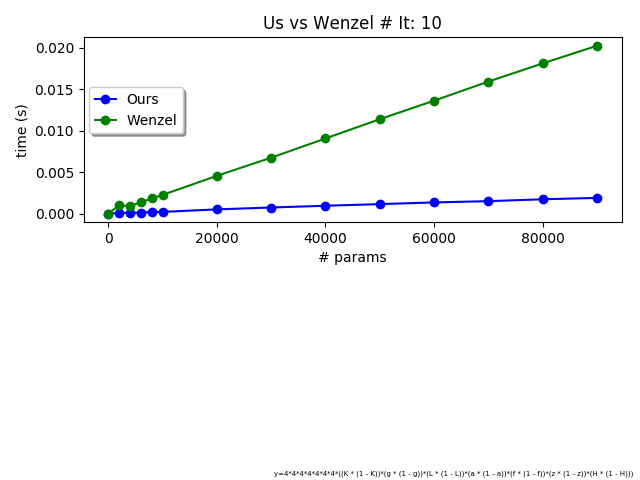 Us vs Wenzel # It: 10
0.020
0.015
0.010
0.005
0.000
time (s)
Ours
Wenzel
0 20000 40000 60000 80000
# params
y=4*4*4*4*4*4*4*((K * (1 - K))*(g * (1 - g))*(L * (1 - L))*(a * (1 - a))*(f * (1 - f))*(z * (1 - z))*(H * (1 - H)))